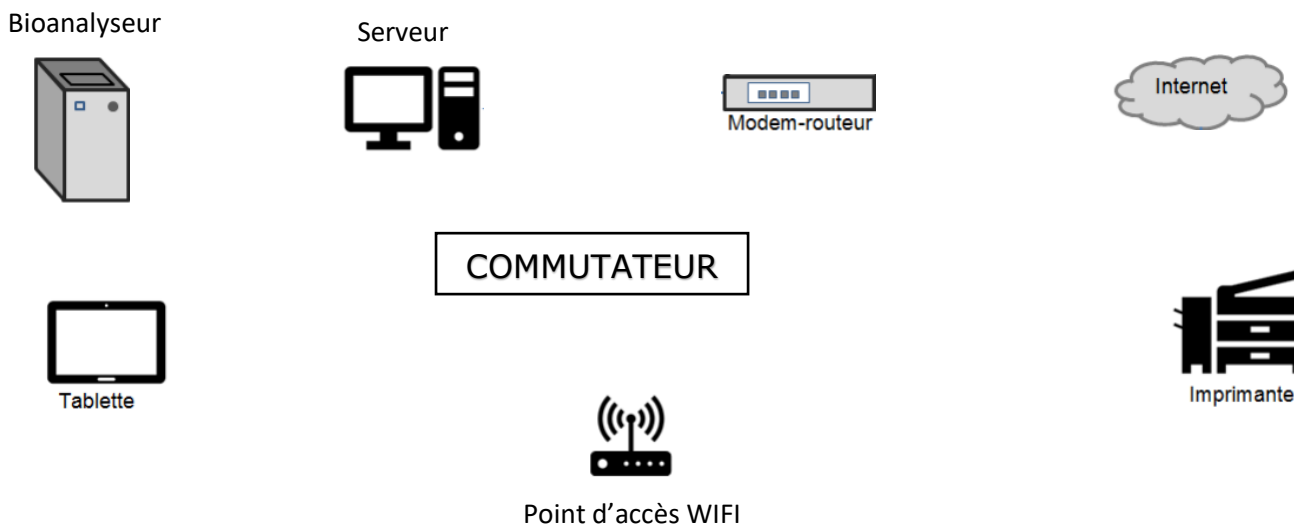 Bioanalyseur
Serveur
Internet
Modem-routeur
COMMUTATEUR
Tablette
Imprimante
Point d’accès WIFI